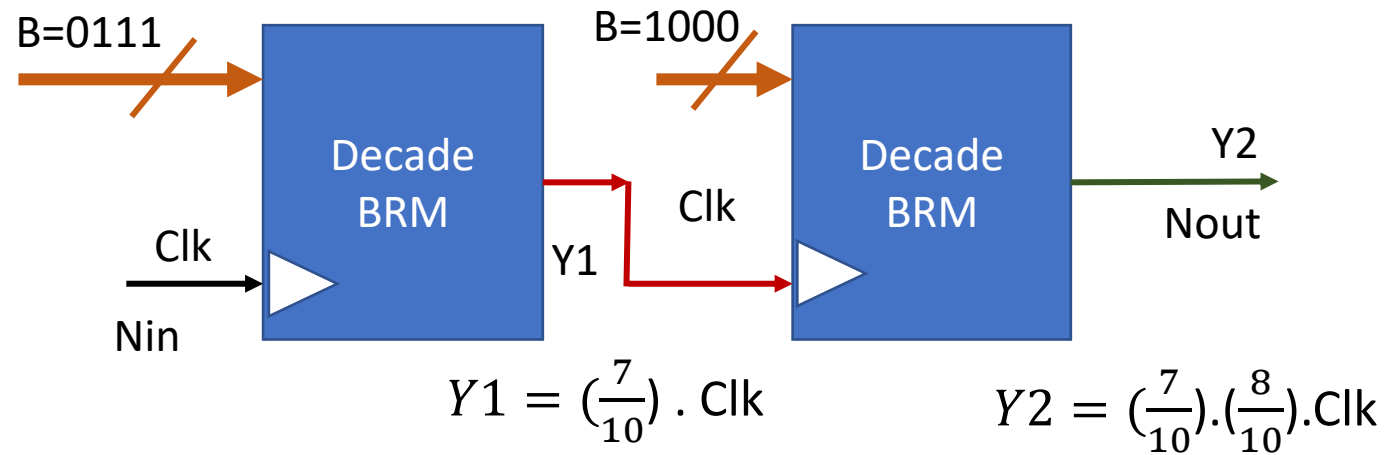 B=0111
B=1000
Decade
BRM
Decade
BRM
Clk
Nin
Y1
Clk
Y2
Nout
Y1 = (7/10) . Clk
Y2 = (7/10).(8/10).Clk